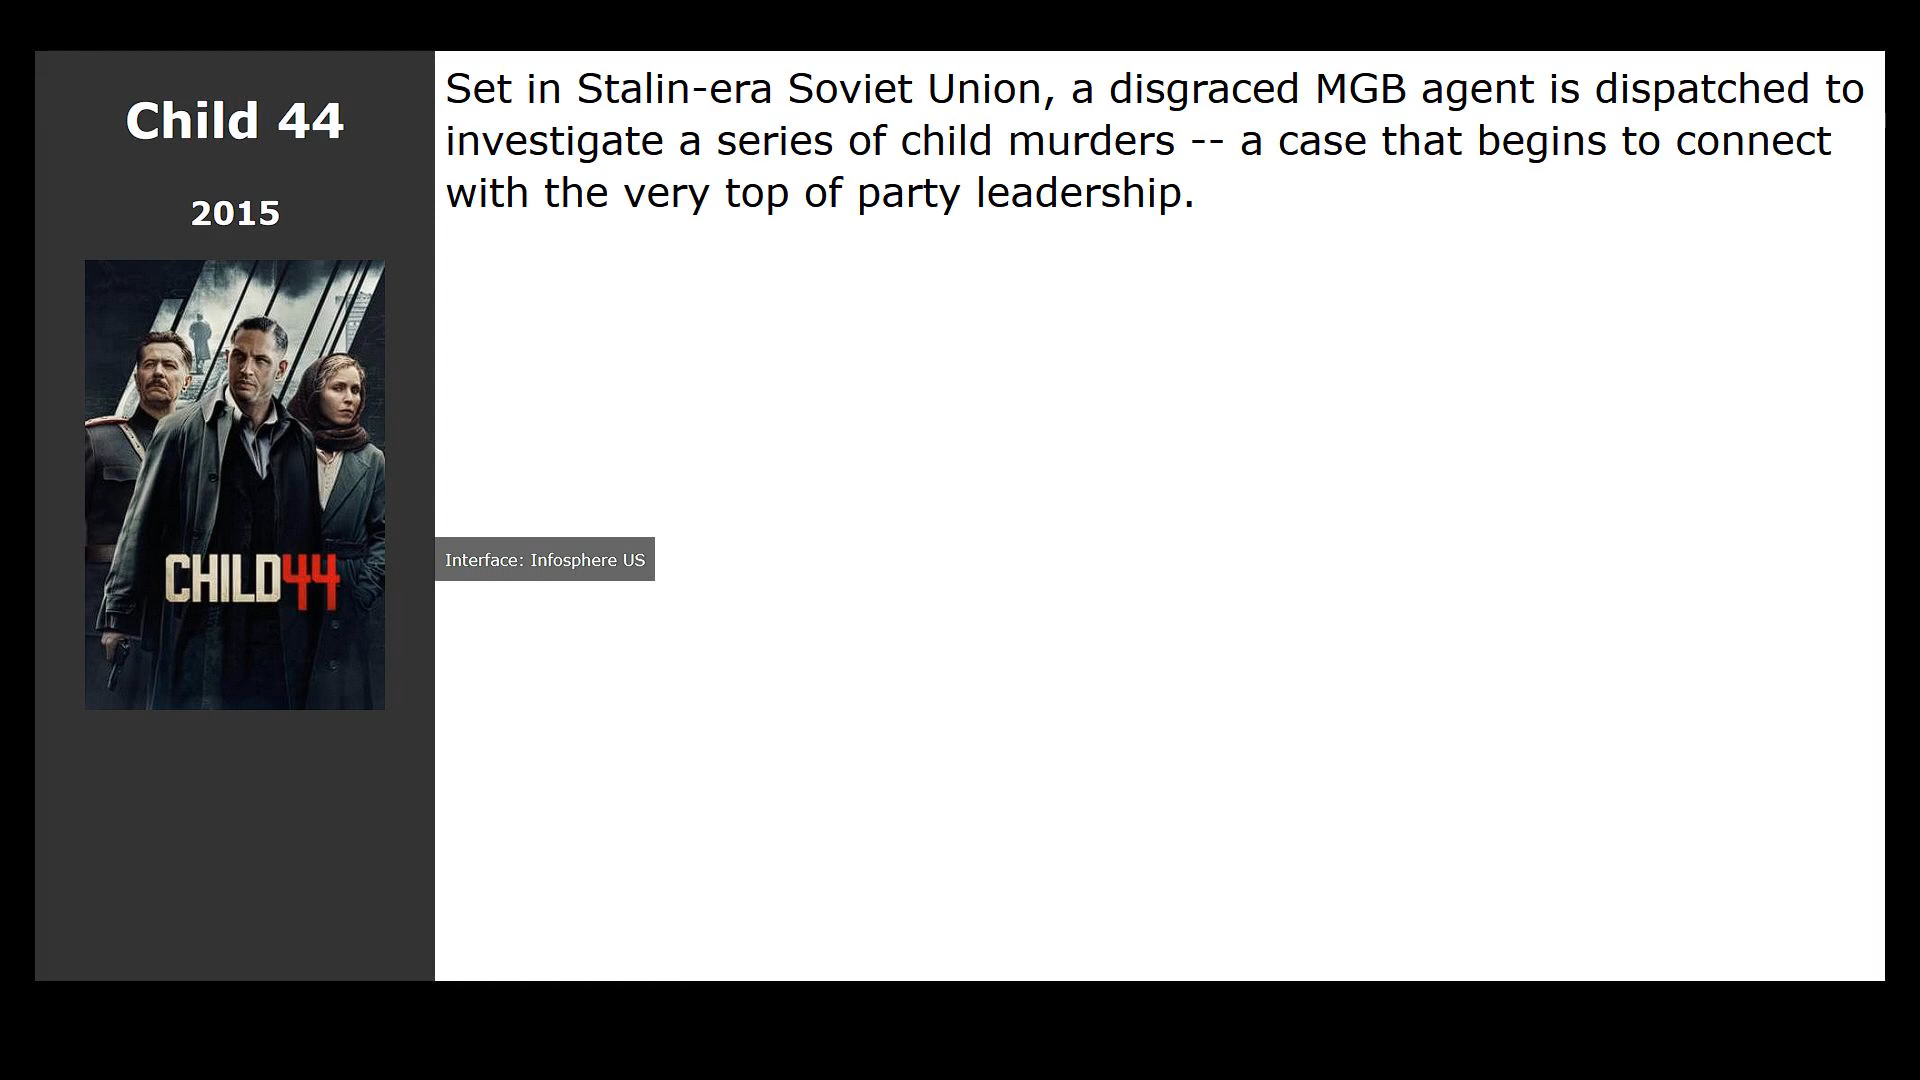 Child 44
2015
CHILD44
Set in Stalin-era Soviet Union, a disgraced MGB agent is dispatched to
investigate a series of child murders -- a case that begins to connect
with the very top of party leadership.
Interface: Infosphere US